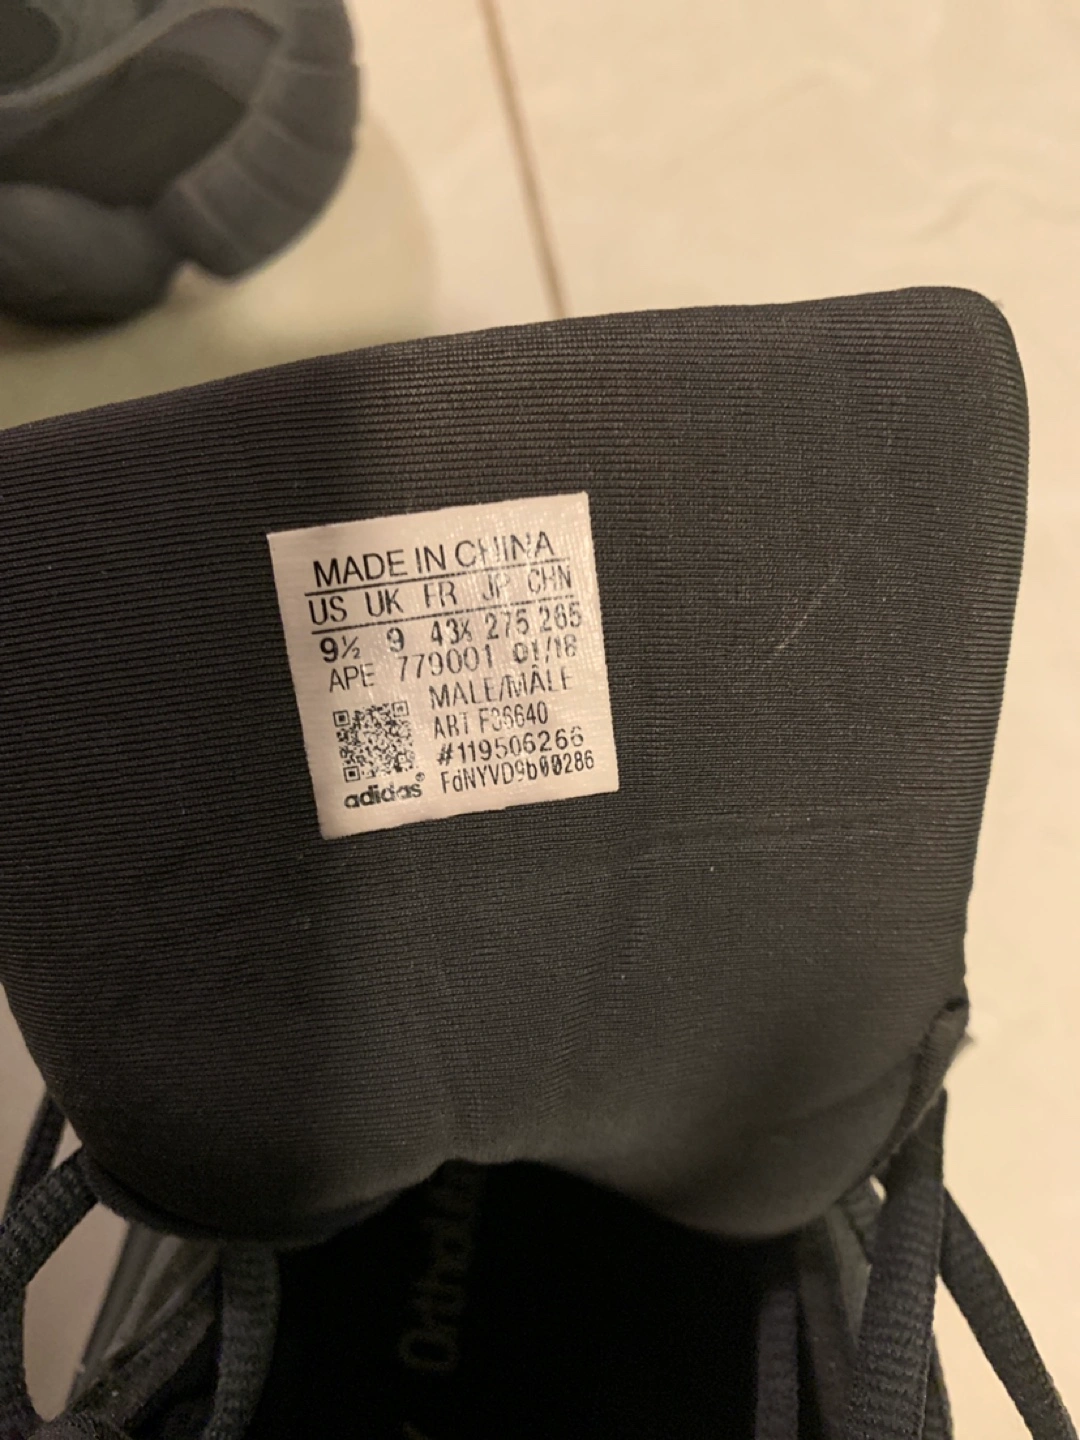 MADE IN CHINA
US UK FR JP CHN
9½ 9 43⅓ 275 265
APE 779001 01/18
MALE/MÂLE
ART F36640
#119506266
FdNYVD9b00286
adidas®